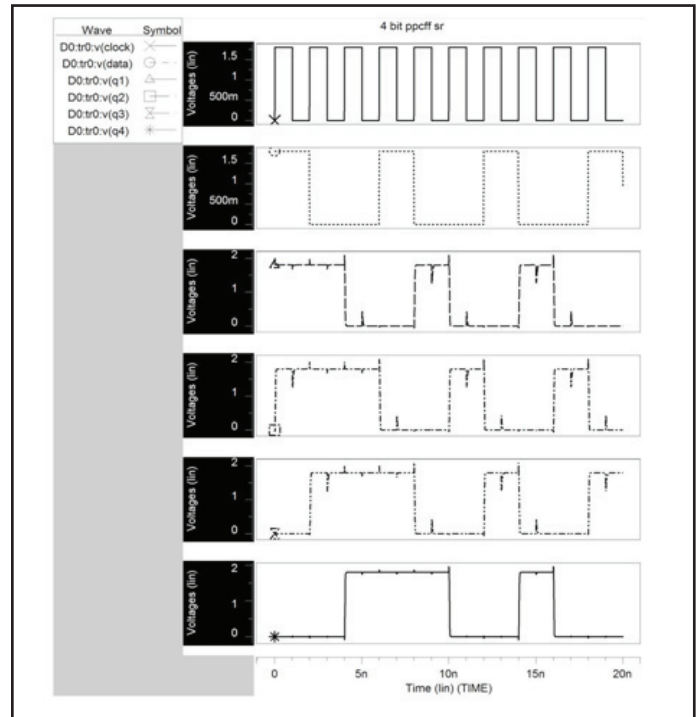 4 bit ppcff sr
Wave Symbol
D0:tr0:v(clock)
D0:tr0:v(data)
D0:tr0:v(q1)
D0:tr0:v(q2)
D0:tr0:v(q3)
D0:tr0:v(q4)
Voltages (lin)
1.5
1
500m
0
Voltages (lin)
1.5
1
500m
0
Voltages (lin)
2
1
0
Voltages (lin)
2
1
0
Voltages (lin)
2
1
0
Voltages (lin)
2
1
0
0 5n 10n 15n 20n
Time (lin) (TIME)